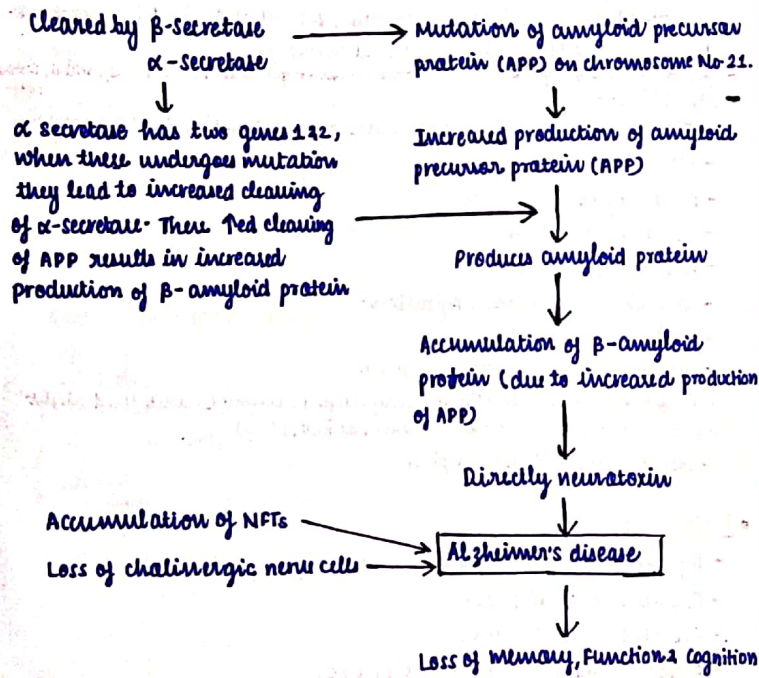 Cleared by β-secretase
α-secretase
Mutation of amyloid precursor
protein (APP) on chromosome No-21.
α secretase has two genes 1&2,
when these undergoes mutation
they lead to increased cleaving
of α-secretase. There ↑ed cleaving
of APP results in increased
production of β-amyloid protein
Increased production of amyloid
precursor protein (APP)
Produces amyloid protein
Accumulation of β-amyloid
protein (due to increased production
of APP)
Directly neurotoxin
Accumulation of NFTs
Loss of cholinergic nerve cells
Alzheimer's disease
Loss of memory, Function & Cognition